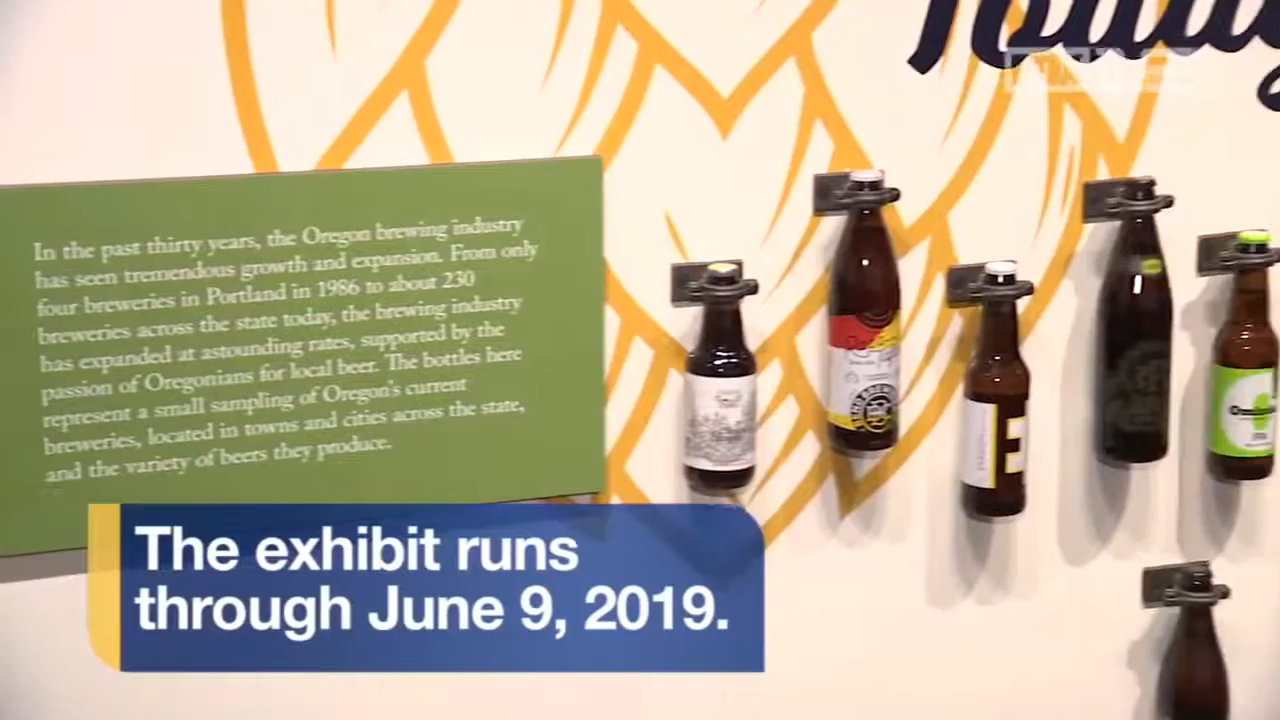 Today
In the past thirty years, the Oregon brewing industry
has seen tremendous growth and expansion. From only
four breweries in Portland in 1986 to about 230
breweries across the state today, the brewing industry
has expanded at astounding rates, supported by the
passion of Oregonians for local beer. The bottles here
represent a small sampling of Oregon's current
breweries, located in towns and cities across the state,
and the variety of beers they produce.
The exhibit runs
through June 9, 2019.